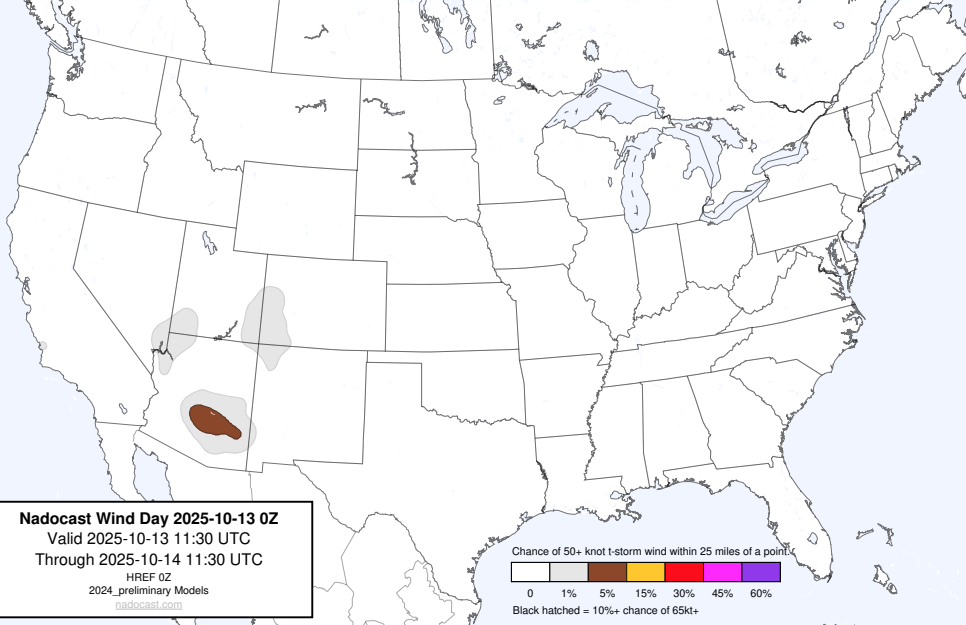 Nadocast Wind Day 2025-10-13 0Z
Valid 2025-10-13 11:30 UTC
Through 2025-10-14 11:30 UTC
HREF 0Z
2024_preliminary Models
nadocast.com
Chance of 50+ knot t-storm wind within 25 miles of a point.
0 1% 5% 15% 30% 45% 60%
Black hatched = 10%+ chance of 65kt+